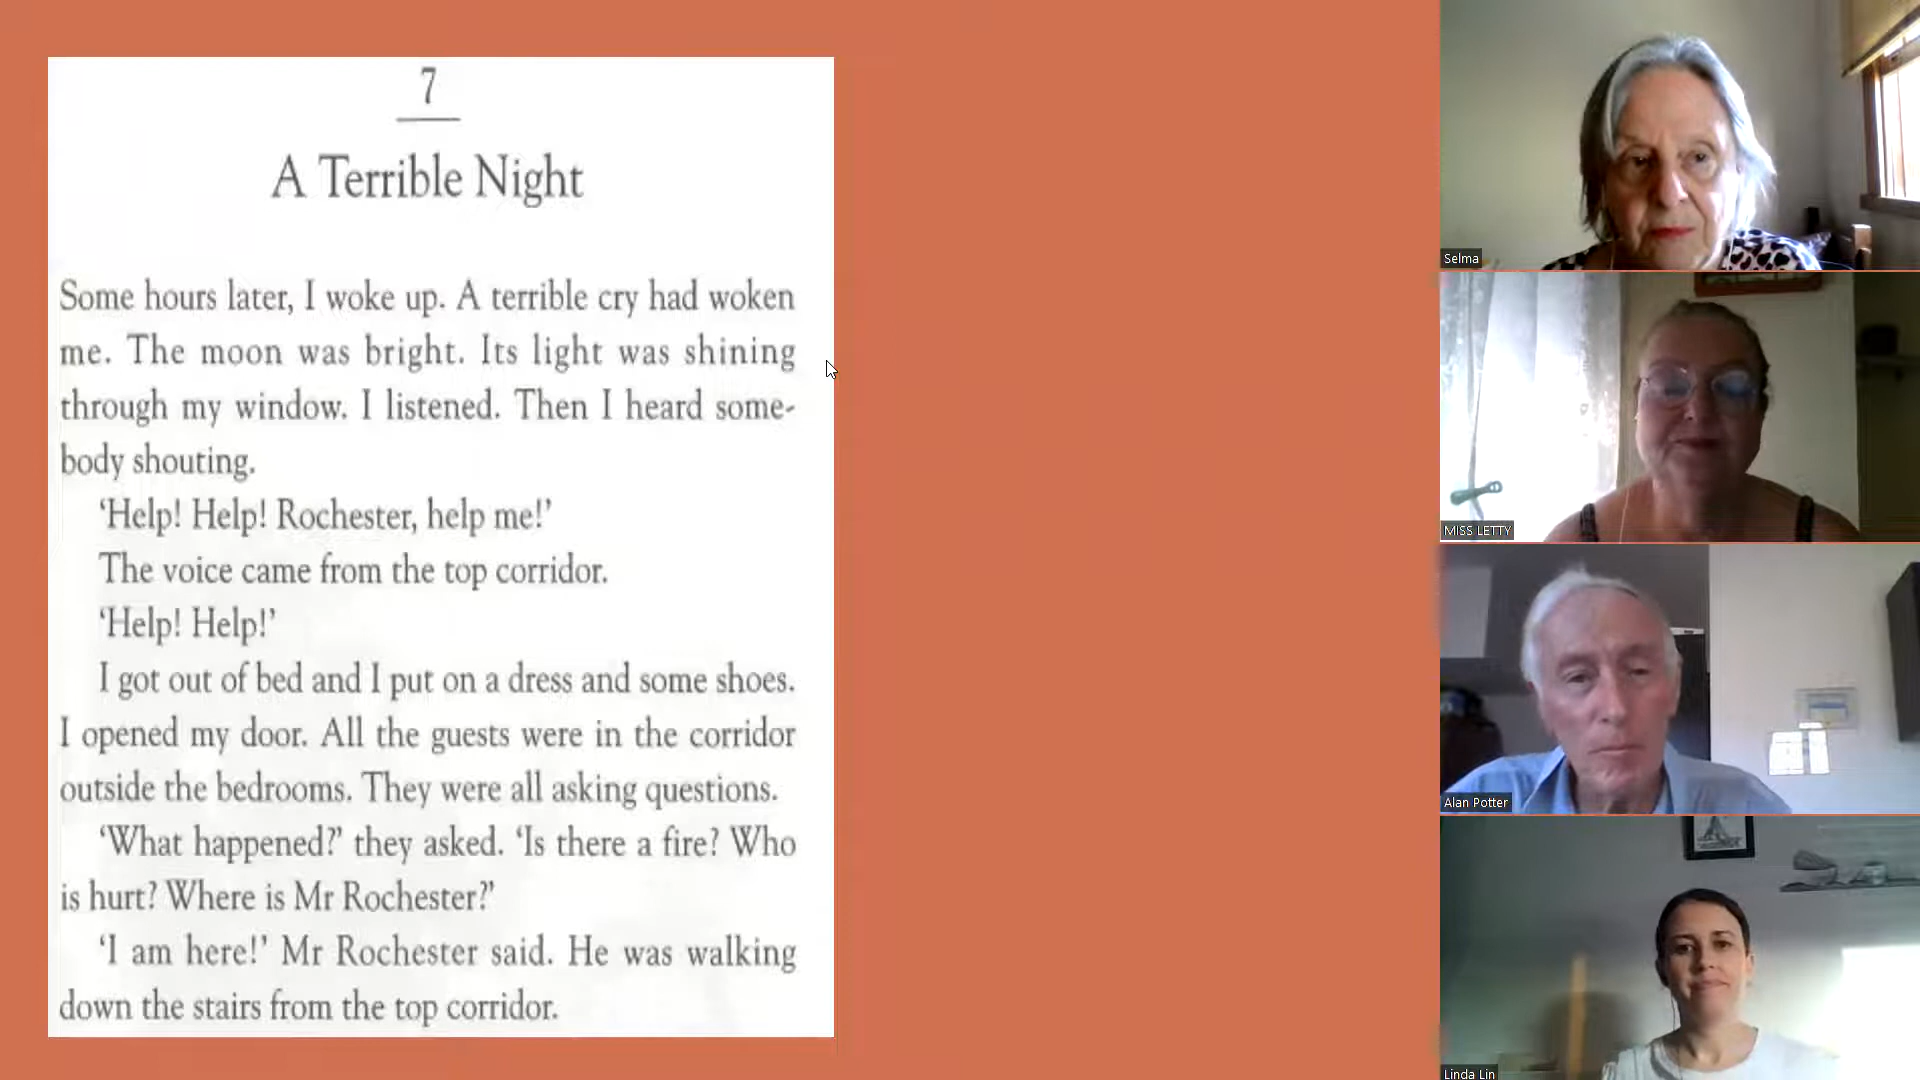 7
A Terrible Night
Some hours later, I woke up. A terrible cry had woken
me. The moon was bright. Its light was shining
through my window. I listened. Then I heard some-
body shouting.
‘Help! Help! Rochester, help me!’
The voice came from the top corridor.
‘Help! Help!’
I got out of bed and I put on a dress and some shoes.
I opened my door. All the guests were in the corridor
outside the bedrooms. They were all asking questions.
‘What happened?’ they asked. ‘Is there a fire? Who
is hurt? Where is Mr Rochester?’
‘I am here!’ Mr Rochester said. He was walking
down the stairs from the top corridor.
Selma
MISS LETTY
Alan Potter
Linda Lin